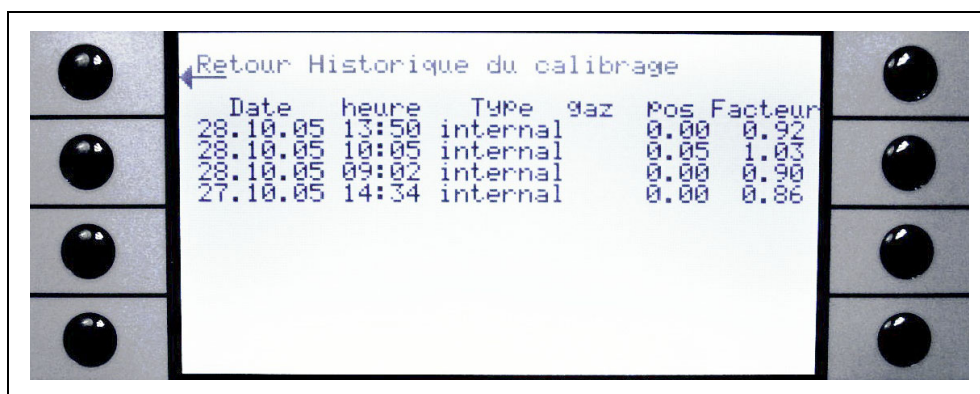 Retour Historique du calibrage
Date heure Type gaz pos Facteur
28.10.05 13:50 internal 0.00 0.92
28.10.05 10:05 internal 0.05 1.03
28.10.05 09:02 internal 0.00 0.90
27.10.05 14:34 internal 0.00 0.86